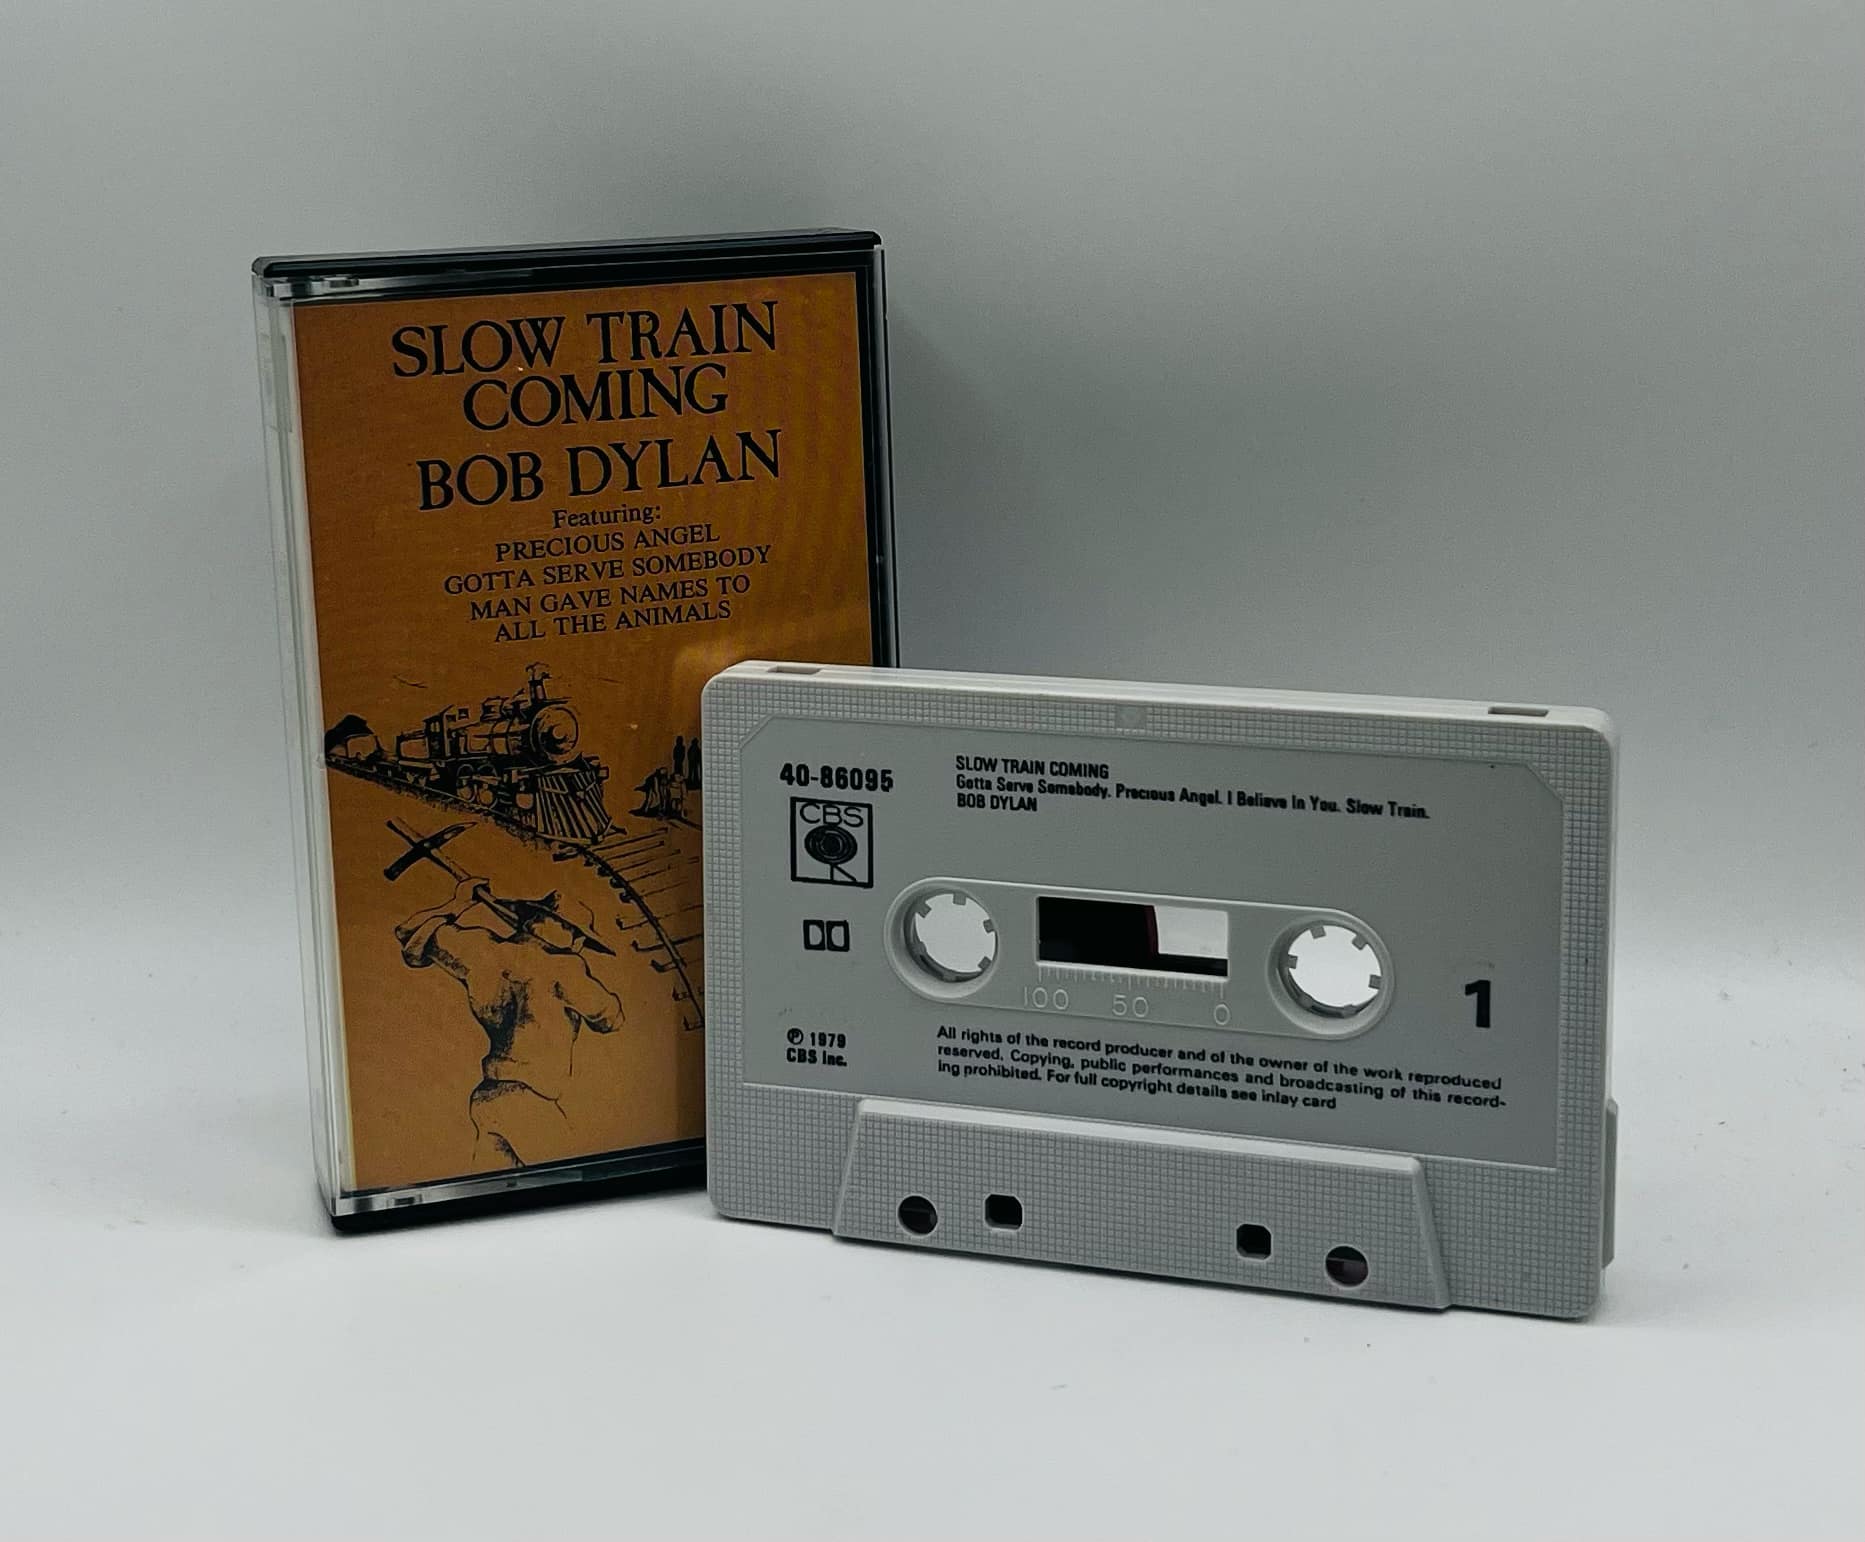 SLOW TRAIN
COMING
BOB DYLAN
Featuring:
PRECIOUS ANGEL
GOTTA SERVE SOMEBODY
MAN GAVE NAMES TO
ALL THE ANIMALS
40-86095
CBS
SLOW TRAIN COMING
Gotta Serve Somebody. Precious Angel. I Believe In You. Slow Train.
BOB DYLAN
100 50 0
1
℗ 1979
CBS Inc.
All rights of the record producer and of the owner of the work reproduced
reserved. Copying, public performances and broadcasting of this record-
ing prohibited. For full copyright details see inlay card